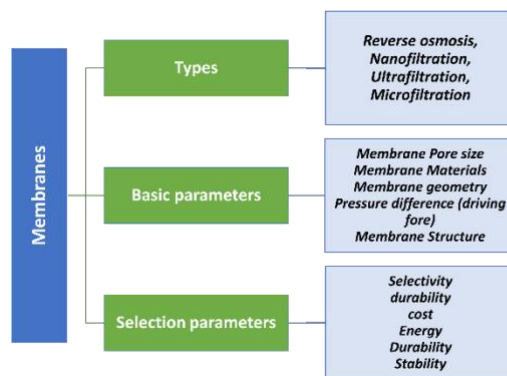 Membranes
Types
Reverse osmosis,
Nanofiltration,
Ultrafiltration,
Microfiltration
Basic parameters
Membrane Pore size
Membrane Materials
Membrane geometry
Pressure difference (driving
fore)
Membrane Structure
Selection parameters
Selectivity
durability
cost
Energy
Durability
Stability